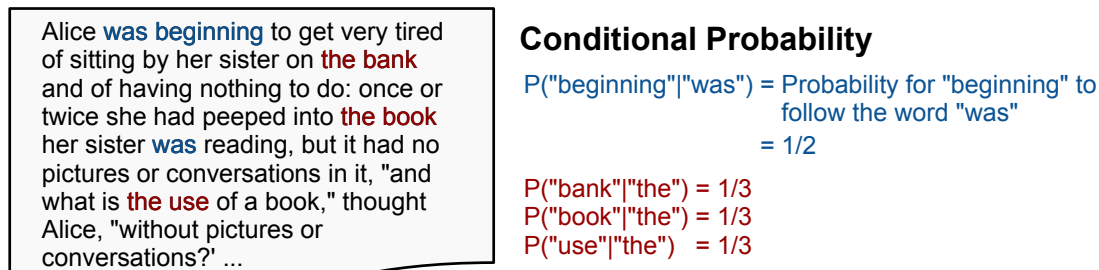 Alice was beginning to get very tired
of sitting by her sister on the bank
and of having nothing to do: once or
twice she had peeped into the book
her sister was reading, but it had no
pictures or conversations in it, "and
what is the use of a book," thought
Alice, "without pictures or
conversations?' ...
Conditional Probability
P("beginning"|"was") = Probability for "beginning" to
follow the word "was"
= 1/2
P("bank"|"the") = 1/3
P("book"|"the") = 1/3
P("use"|"the") = 1/3